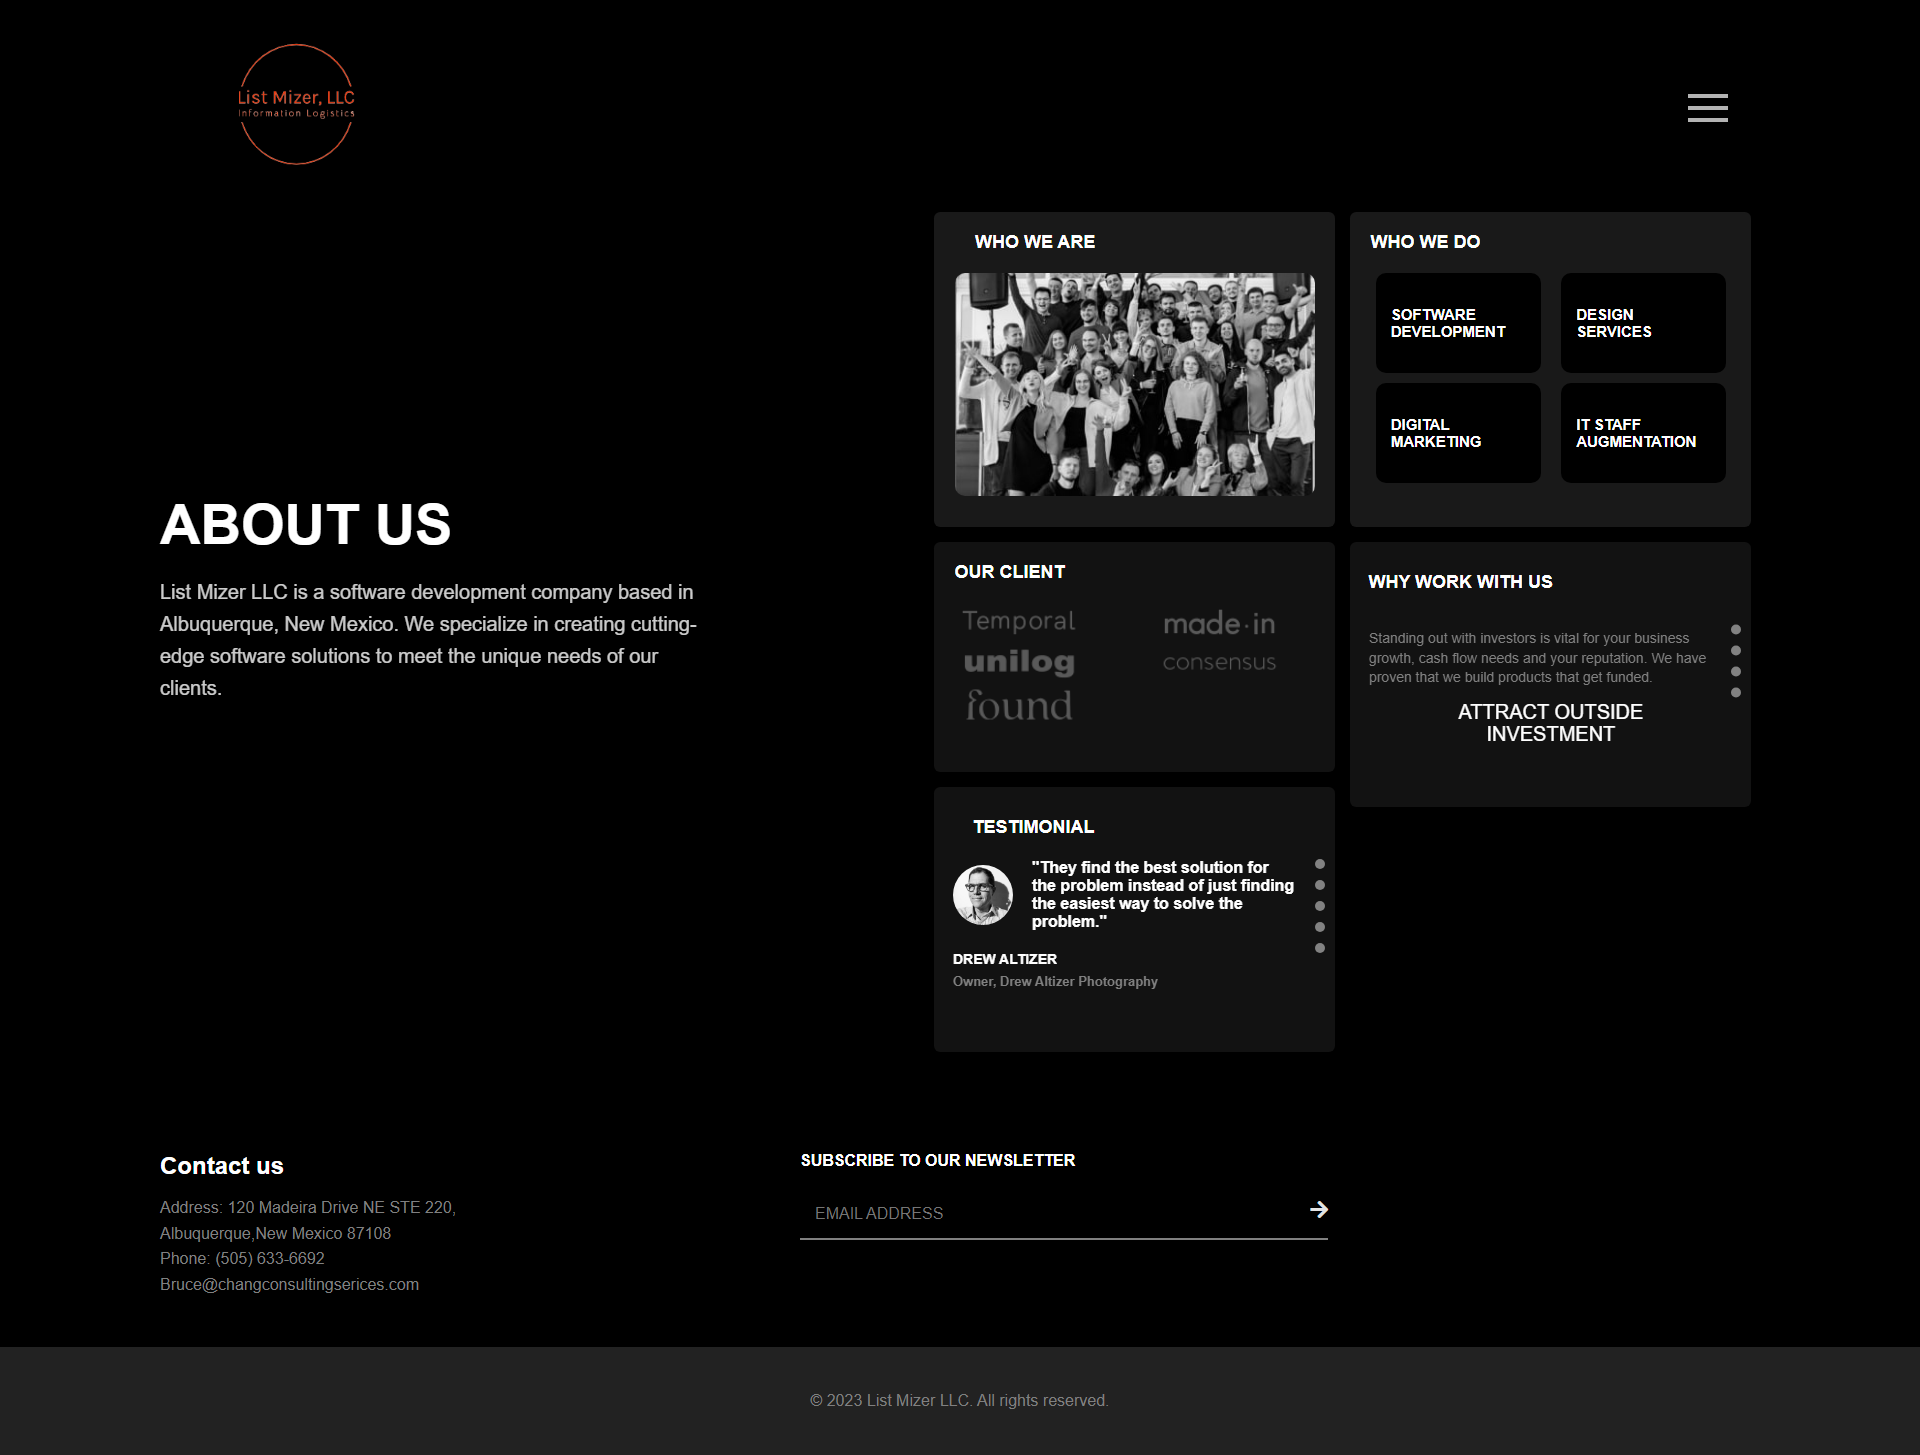 List Mizer, LLC
Information Logistics
ABOUT US
List Mizer LLC is a software development company based in
Albuquerque, New Mexico. We specialize in creating cutting-
edge software solutions to meet the unique needs of our
clients.
WHO WE ARE
WHO WE DO
SOFTWARE
DEVELOPMENT
DESIGN
SERVICES
DIGITAL
MARKETING
IT STAFF
AUGMENTATION
OUR CLIENT
Temporal
made·in
unilog
consensus
found
WHY WORK WITH US
Standing out with investors is vital for your business
growth, cash flow needs and your reputation. We have
proven that we build products that get funded.
ATTRACT OUTSIDE
INVESTMENT
TESTIMONIAL
"They find the best solution for
the problem instead of just finding
the easiest way to solve the
problem."
DREW ALTIZER
Owner, Drew Altizer Photography
Contact us
Address: 120 Madeira Drive NE STE 220,
Albuquerque,New Mexico 87108
Phone: (505) 633-6692
Bruce@changconsultingserices.com
SUBSCRIBE TO OUR NEWSLETTER
EMAIL ADDRESS
© 2023 List Mizer LLC. All rights reserved.